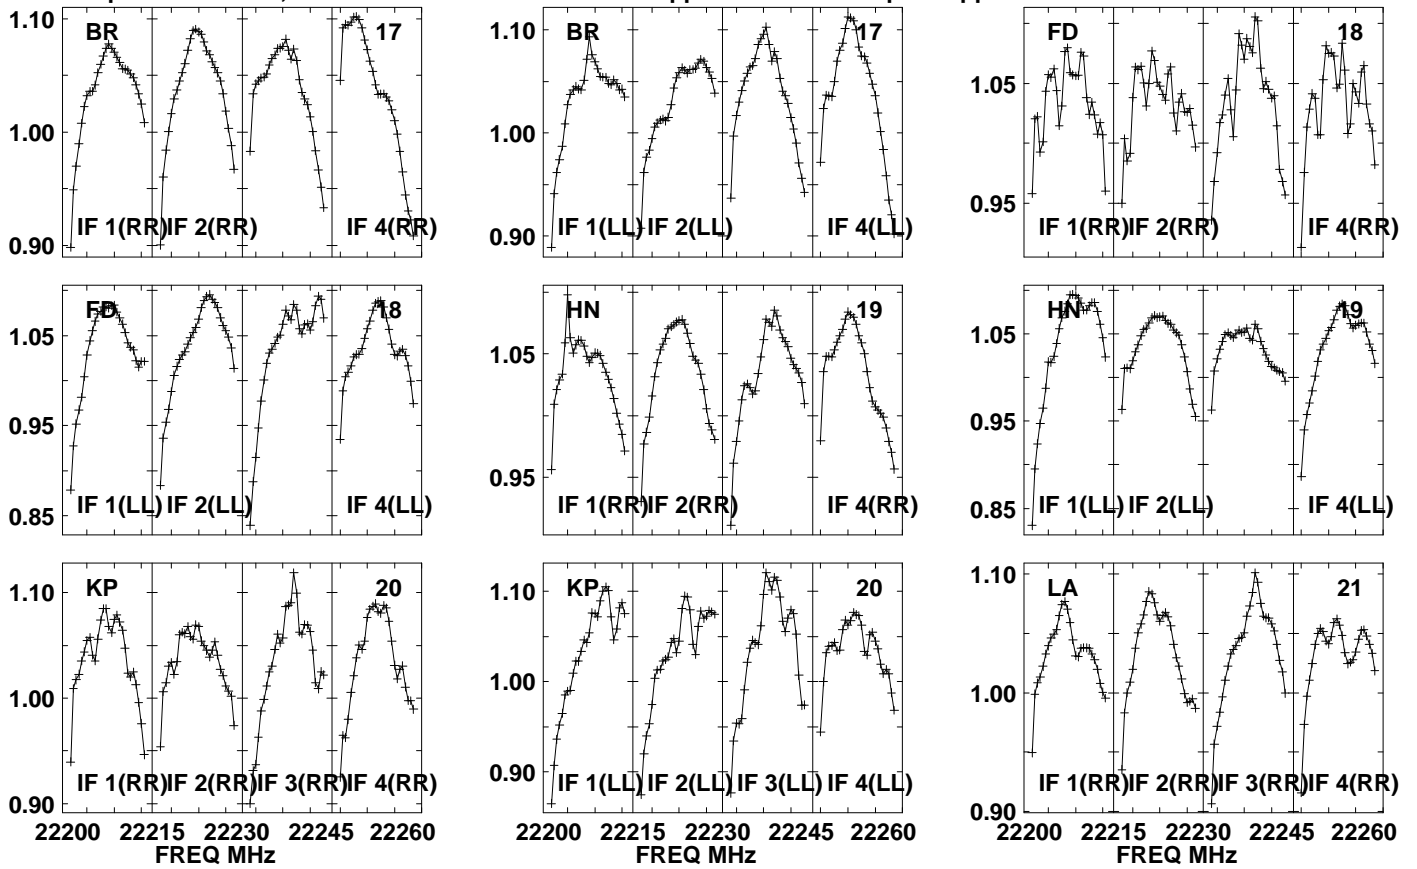 1.10 BR 17
1.00
0.90 IF 1(RR) IF 2(RR) IF 4(RR)
1.10 BR 17
1.00
0.90 IF 1(LL) IF 2(LL) IF 4(LL)
FD 18
1.05
0.95 IF 1(RR) IF 2(RR) IF 4(RR)
FD 18
1.05
0.95
0.85 IF 1(LL) IF 2(LL) IF 4(LL)
HN 19
1.05
0.95
IF 1(RR) IF 2(RR) IF 4(RR)
HN 19
1.05
0.95
0.85 IF 1(LL) IF 2(LL) IF 4(LL)
1.10 KP 20
1.00
IF 1(RR) IF 2(RR) IF 3(RR) IF 4(RR)
0.90
22200 22215 22230 22245 22260
FREQ MHz
1.10 KP 20
1.00
0.90 IF 1(LL) IF 2(LL) IF 3(LL) IF 4(LL)
22200 22215 22230 22245 22260
FREQ MHz
1.10 LA 21
1.00
IF 1(RR) IF 2(RR) IF 3(RR) IF 4(RR)
0.90
22200 22215 22230 22245 22260
FREQ MHz